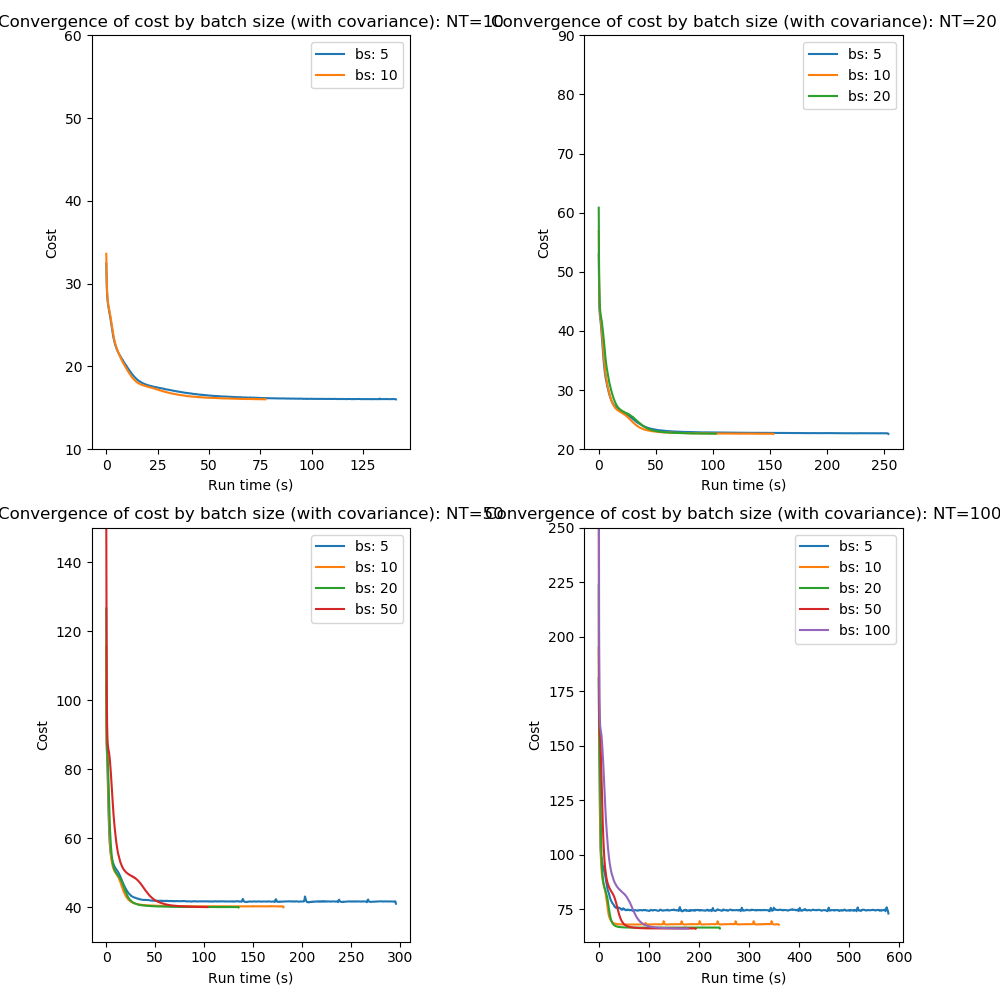 Convergence of cost by batch size (with covariance): NT=10
60
50
40
30
20
10
Cost
bs: 5
bs: 10
0
25
50
75
100
125
Run time (s)
Convergence of cost by batch size (with covariance): NT=20
90
80
70
60
50
40
30
20
Cost
bs: 5
bs: 10
bs: 20
0
50
100
150
200
250
Run time (s)
Convergence of cost by batch size (with covariance): NT=50
140
120
100
80
60
40
Cost
bs: 5
bs: 10
bs: 20
bs: 50
0
50
100
150
200
250
300
Run time (s)
Convergence of cost by batch size (with covariance): NT=100
250
225
200
175
150
125
100
75
Cost
bs: 5
bs: 10
bs: 20
bs: 50
bs: 100
0
100
200
300
400
500
600
Run time (s)